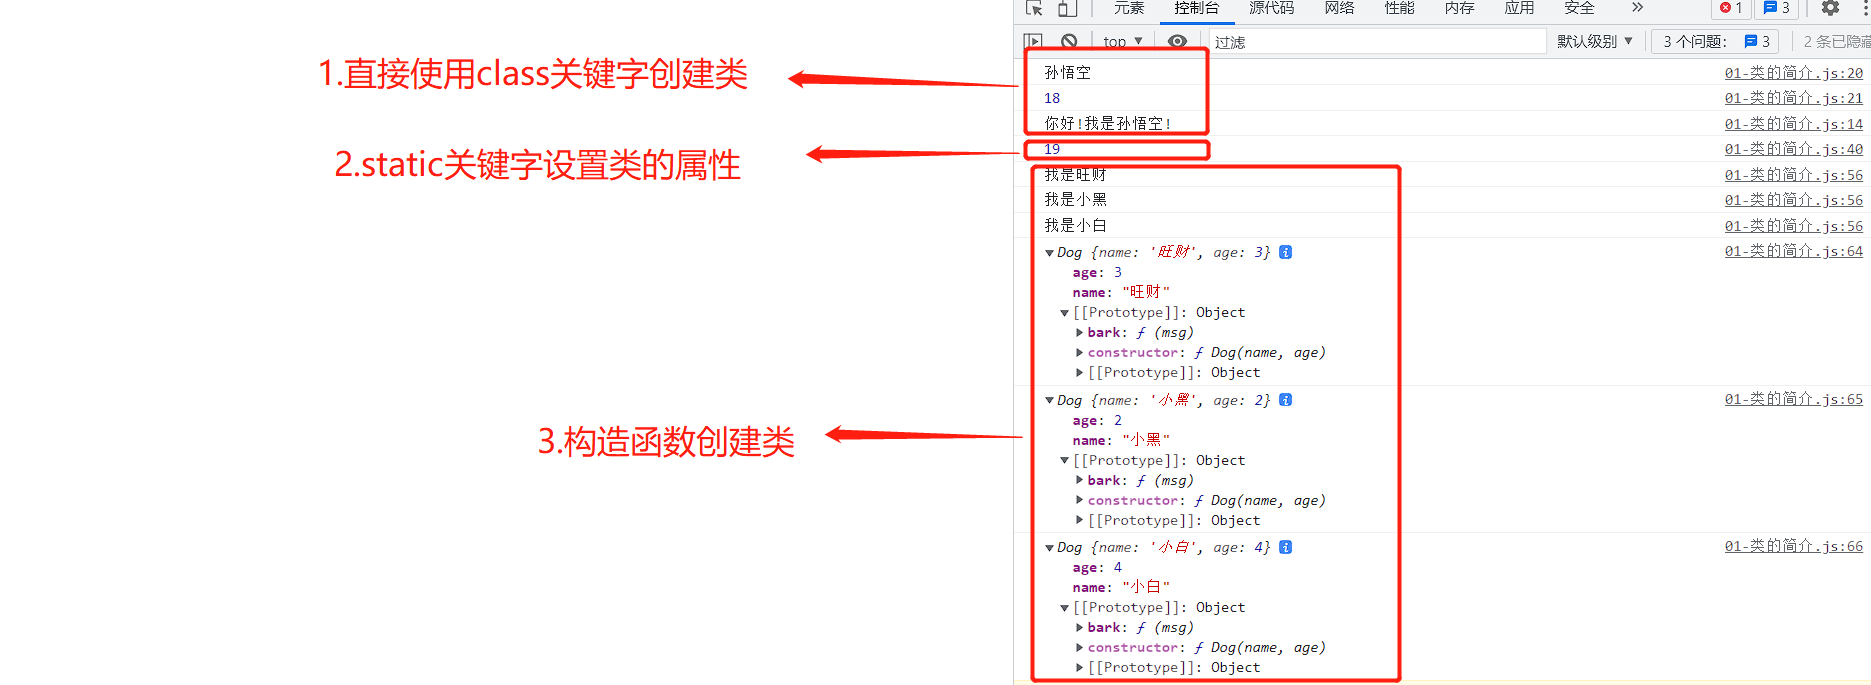 元素 控制台 源代码 网络 性能 内存 应用 安全 » 1 3
top 过滤 默认级别 3 个问题: 3
1.直接使用class关键字创建类
2.static关键字设置类的属性
3.构造函数创建类
孙悟空 01-类的简介.js:20
18 01-类的简介.js:21
你好!我是孙悟空! 01-类的简介.js:14
19 01-类的简介.js:40
我是旺财 01-类的简介.js:56
我是小黑 01-类的简介.js:56
我是小白 01-类的简介.js:56
Dog {name: '旺财', age: 3} 01-类的简介.js:64
age: 3
name: "旺财"
[[Prototype]]: Object
bark: ƒ (msg)
constructor: ƒ Dog(name, age)
[[Prototype]]: Object
Dog {name: '小黑', age: 2} 01-类的简介.js:65
age: 2
name: "小黑"
[[Prototype]]: Object
bark: ƒ (msg)
constructor: ƒ Dog(name, age)
[[Prototype]]: Object
Dog {name: '小白', age: 4} 01-类的简介.js:66
age: 4
name: "小白"
[[Prototype]]: Object
bark: ƒ (msg)
constructor: ƒ Dog(name, age)
[[Prototype]]: Object